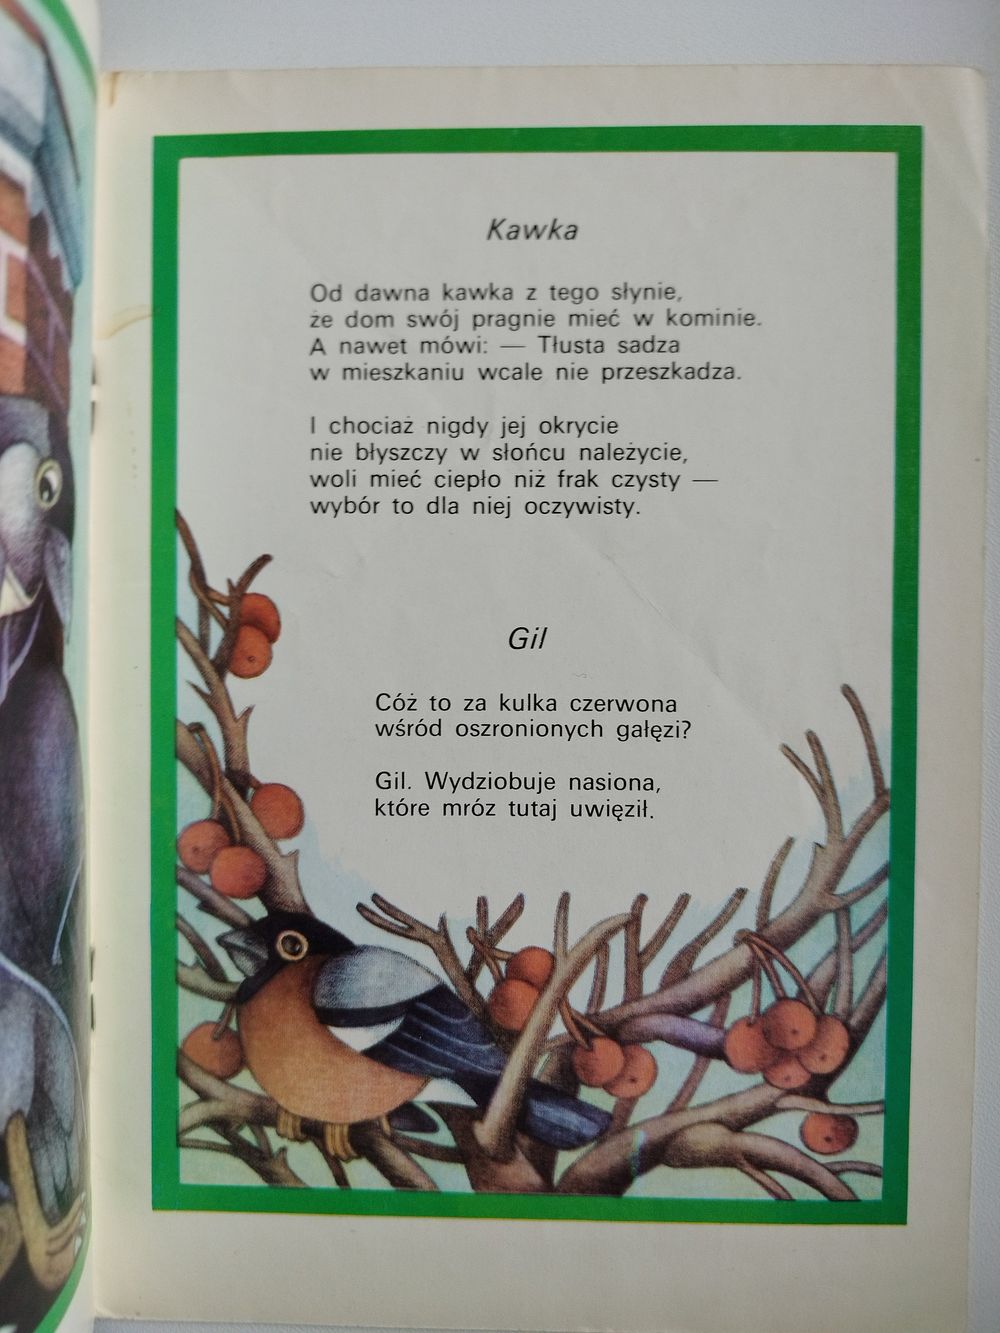 Kawka
Od dawna kawka z tego słynie,
że dom swój pragnie mieć w kominie.
A nawet mówi: — Tłusta sadza
w mieszkaniu wcale nie przeszkadza.
I chociaż nigdy jej okrycie
nie błyszczy w słońcu należycie,
woli mieć ciepło niż frak czysty —
wybór to dla niej oczywisty.
Gil
Cóż to za kulka czerwona
wśród oszronionych gałęzi?
Gil. Wydziobuje nasiona,
które mróz tutaj uwięził.